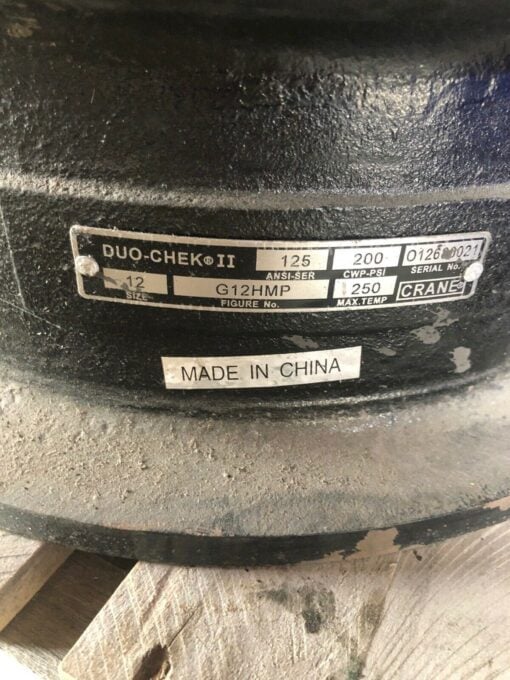 DUO-CHEK® II 125 200
ANSI-SER CWP-PSI SERIAL No.
12 G12HMP 250 CRANE®
SIZE FIGURE No. MAX.TEMP
MADE IN CHINA